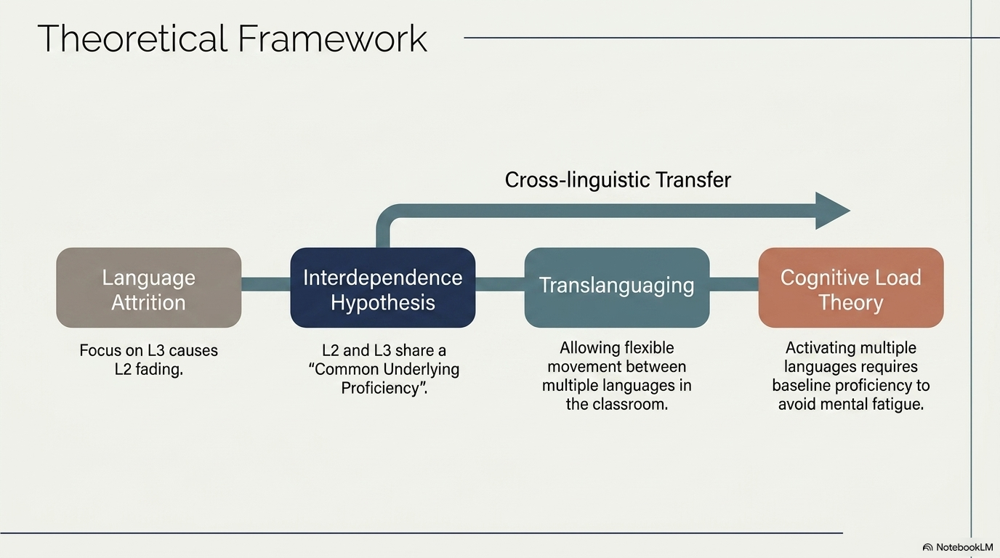 Theoretical Framework
Cross-linguistic Transfer
Language
Attrition
Focus on L3 causes
L2 fading.
Interdependence
Hypothesis
L2 and L3 share a
“Common Underlying
Proficiency”.
Translanguaging
Allowing flexible
movement between
multiple languages in
the classroom.
Cognitive Load
Theory
Activating multiple
languages requires
baseline proficiency to
avoid mental fatigue.
NotebookLM